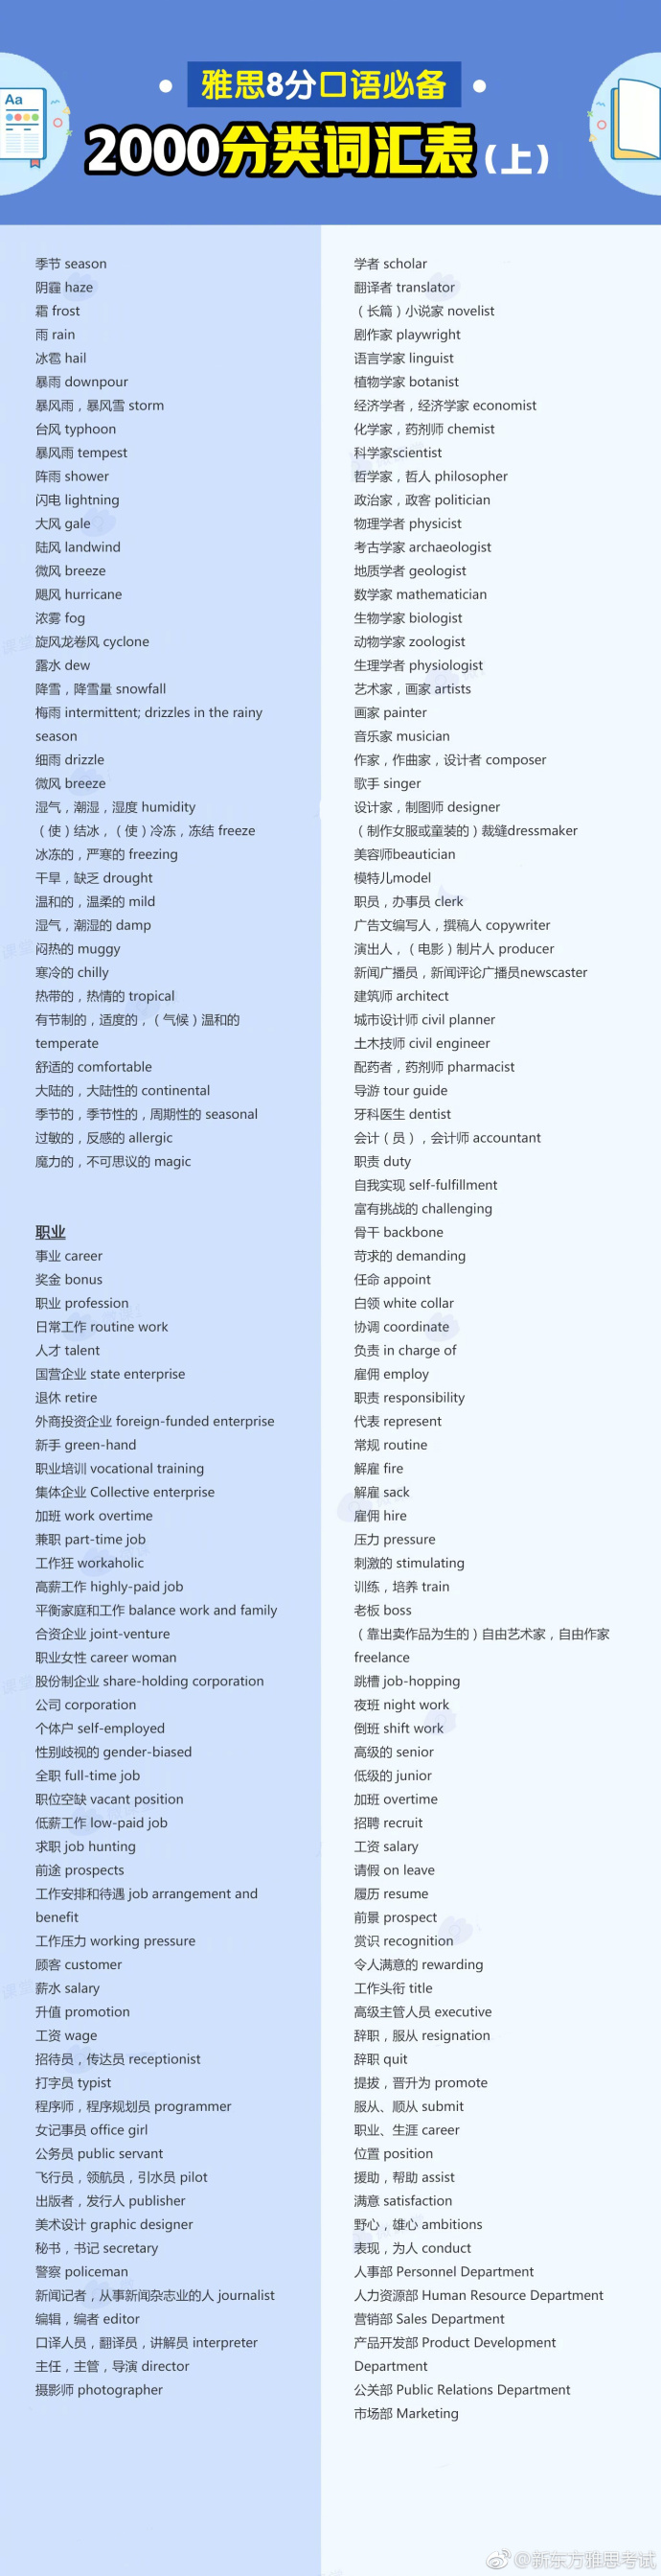 雅思8分口语必备
2000分类词汇表(上)
Aa
季节 season
阴霾 haze
霜 frost
雨 rain
冰雹 hail
暴雨 downpour
暴风雨，暴风雪 storm
台风 typhoon
暴风雨 tempest
阵雨 shower
闪电 lightning
大风 gale
陆风 landwind
微风 breeze
飓风 hurricane
浓雾 fog
旋风龙卷风 cyclone
露水 dew
降雪，降雪量 snowfall
梅雨 intermittent; drizzles in the rainy
season
细雨 drizzle
微风 breeze
湿气，潮湿，湿度 humidity
（使）结冰，（使）冷冻，冻结 freeze
冰冻的，严寒的 freezing
干旱，缺乏 drought
温和的，温柔的 mild
湿气，潮湿的 damp
闷热的 muggy
寒冷的 chilly
热带的，热情的 tropical
有节制的，适度的，（气候）温和的
temperate
舒适的 comfortable
大陆的，大陆性的 continental
季节的，季节性的，周期性的 seasonal
过敏的，反感的 allergic
魔力的，不可思议的 magic
职业
事业 career
奖金 bonus
职业 profession
日常工作 routine work
人才 talent
国营企业 state enterprise
退休 retire
外商投资企业 foreign-funded enterprise
新手 green-hand
职业培训 vocational training
集体企业 Collective enterprise
加班 work overtime
兼职 part-time job
工作狂 workaholic
高薪工作 highly-paid job
平衡家庭和工作 balance work and family
合资企业 joint-venture
职业女性 career woman
股份制企业 share-holding corporation
公司 corporation
个体户 self-employed
性别歧视的 gender-biased
全职 full-time job
职位空缺 vacant position
低薪工作 low-paid job
求职 job hunting
前途 prospects
工作安排和待遇 job arrangement and
benefit
工作压力 working pressure
顾客 customer
薪水 salary
升值 promotion
工资 wage
招待员，传达员 receptionist
打字员 typist
程序师，程序规划员 programmer
女记事员 office girl
公务员 public servant
飞行员，领航员，引水员 pilot
出版者，发行人 publisher
美术设计 graphic designer
秘书，书记 secretary
警察 policeman
新闻记者，从事新闻杂志业的人 journalist
编辑，编者 editor
口译人员，翻译员，讲解员 interpreter
主任，主管，导演 director
摄影师 photographer
学者 scholar
翻译者 translator
（长篇）小说家 novelist
剧作家 playwright
语言学家 linguist
植物学家 botanist
经济学者，经济学家 economist
化学家，药剂师 chemist
科学家scientist
哲学家，哲人 philosopher
政治家，政客 politician
物理学者 physicist
考古学家 archaeologist
地质学者 geologist
数学家 mathematician
生物学家 biologist
动物学家 zoologist
生理学者 physiologist
艺术家，画家 artists
画家 painter
音乐家 musician
作家，作曲家，设计者 composer
歌手 singer
设计家，制图师 designer
（制作女服或童装的）裁缝dressmaker
美容师beautician
模特儿model
职员，办事员 clerk
广告文编写人，撰稿人 copywriter
演出人，（电影）制片人 producer
新闻广播员，新闻评论广播员newscaster
建筑师 architect
城市设计师 civil planner
土木技师 civil engineer
配药者，药剂师 pharmacist
导游 tour guide
牙科医生 dentist
会计（员），会计师 accountant
职责 duty
自我实现 self-fulfillment
富有挑战的 challenging
骨干 backbone
苛求的 demanding
任命 appoint
白领 white collar
协调 coordinate
负责 in charge of
雇佣 employ
职责 responsibility
代表 represent
常规 routine
解雇 fire
解雇 sack
雇佣 hire
压力 pressure
刺激的 stimulating
训练，培养 train
老板 boss
（靠出卖作品为生的）自由艺术家，自由作家
freelance
跳槽 job-hopping
夜班 night work
倒班 shift work
高级的 senior
低级的 junior
加班 overtime
招聘 recruit
工资 salary
请假 on leave
履历 resume
前景 prospect
赏识 recognition
令人满意的 rewarding
工作头衔 title
高级主管人员 executive
辞职，服从 resignation
辞职 quit
提拔，晋升为 promote
服从、顺从 submit
职业、生涯 career
位置 position
援助，帮助 assist
满意 satisfaction
野心，雄心 ambitions
表现，为人 conduct
人事部 Personnel Department
人力资源部 Human Resource Department
营销部 Sales Department
产品开发部 Product Development
Department
公关部 Public Relations Department
市场部 Marketing
@新东方雅思考试